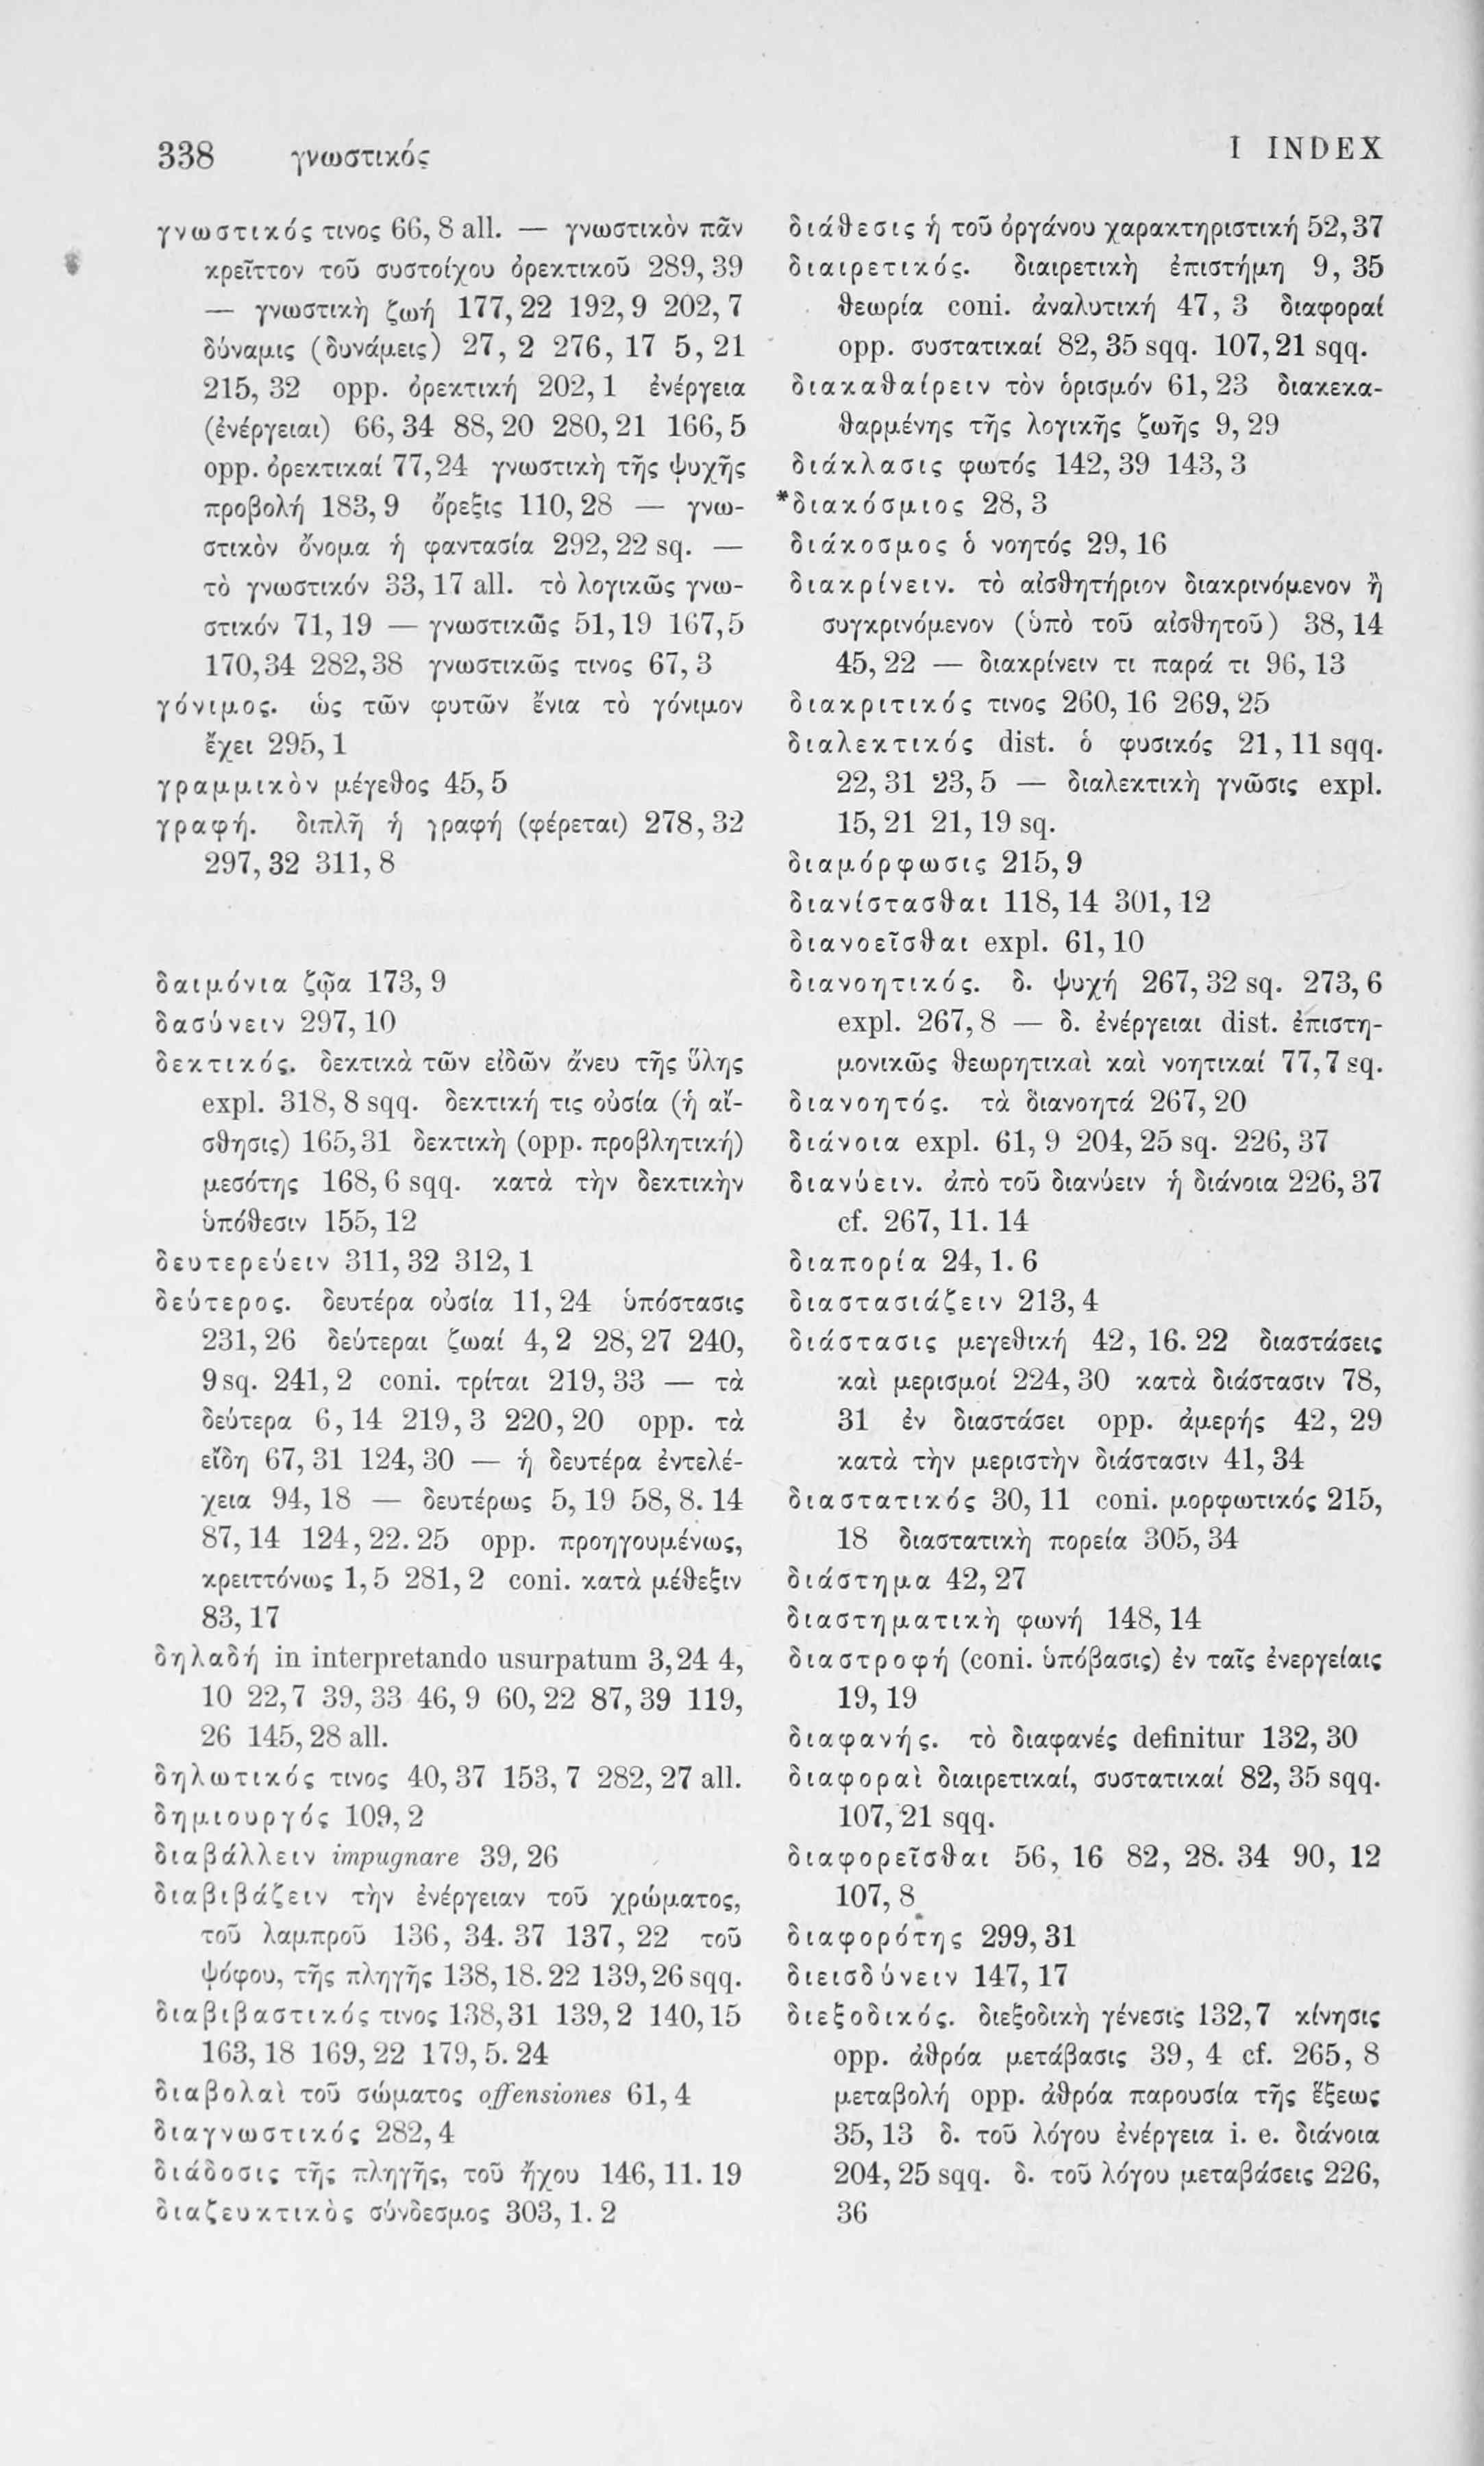 338 γνωστικός
I INDEX
γνωστικός τινος 66, 8 all. — γνωστικὸν πᾶν
κρεῖττον τοῦ συστοίχου ὀρεκτικοῦ 289, 39
— γνωστικὴ ζωή 177, 22 192, 9 202, 7
δύναμις (δυνάμεις) 27, 2 276, 17 5, 21
215, 32 opp. ὀρεκτική 202, 1 ἐνέργεια
(ἐνέργειαι) 66, 34 88, 20 280, 21 166, 5
opp. ὀρεκτικαί 77, 24 γνωστικὴ τῆς ψυχῆς
προβολή 183, 9 ὄρεξις 110, 28 — γνω-
στικὸν ὄνομα ἡ φαντασία 292, 22 sq. —
τὸ γνωστικόν 33, 17 all. τὸ λογικῶς γνω-
στικόν 71, 19 — γνωστικῶς 51, 19 167, 5
170, 34 282, 38 γνωστικῶς τινος 67, 3
γόνιμος. ὡς τῶν φυτῶν ἔνια τὸ γόνιμον
ἔχει 295, 1
γραμμικὸν μέγεθος 45, 5
γραφή. διπλῆ ἡ γραφή (φέρεται) 278, 32
297, 32 311, 8
δαιμόνια ζῷα 173, 9
δασύνειν 297, 10
δεκτικός. δεκτικὰ τῶν εἰδῶν ἄνευ τῆς ὕλης
expl. 318, 8 sqq. δεκτική τις οὐσία (ἡ αἴ-
σθησις) 165, 31 δεκτικὴ (opp. προβλητική)
μεσότης 168, 6 sqq. κατὰ τὴν δεκτικὴν
ὑπόθεσιν 155, 12
δευτερεύειν 311, 32 312, 1
δεύτερος. δευτέρα οὐσία 11, 24 ὑπόστασις
231, 26 δεύτεραι ζωαί 4, 2 28, 27 240,
9 sq. 241, 2 coni. τρίται 219, 33 — τὰ
δεύτερα 6, 14 219, 3 220, 20 opp. τὰ
εἴδη 67, 31 124, 30 — ἡ δευτέρα ἐντελέ-
χεια 94, 18 — δευτέρως 5, 19 58, 8. 14
87, 14 124, 22. 25 opp. προηγουμένως,
κρειττόνως 1, 5 281, 2 coni. κατὰ μέθεξιν
83, 17
δηλαδή in interpretando usurpatum 3, 24 4,
10 22, 7 39, 33 46, 9 60, 22 87, 39 119,
26 145, 28 all.
δηλωτικός τινος 40, 37 153, 7 282, 27 all.
δημιουργός 109, 2
διαβάλλειν impugnare 39, 26
διαβιβάζειν τὴν ἐνέργειαν τοῦ χρώματος,
τοῦ λαμπροῦ 136, 34. 37 137, 22 τοῦ
ψόφου, τῆς πληγῆς 138, 18. 22 139, 26 sqq.
διαβιβαστικός τινος 138, 31 139, 2 140, 15
163, 18 169, 22 179, 5. 24
διαβολαὶ τοῦ σώματος offensiones 61, 4
διαγνωστικός 282, 4
διάδοσις τῆς πληγῆς, τοῦ ἤχου 146, 11. 19
διαζευκτικὸς σύνδεσμος 303, 1. 2
διάθεσις ἡ τοῦ ὀργάνου χαρακτηριστική 52, 37
διαιρετικός. διαιρετικὴ ἐπιστήμη 9, 35
θεωρία coni. ἀναλυτική 47, 3 διαφοραί
opp. συστατικαί 82, 35 sqq. 107, 21 sqq.
διακαθαίρειν τὸν ὁρισμόν 61, 23 διακεκα-
θαρμένης τῆς λογικῆς ζωῆς 9, 29
διάκλασις φωτός 142, 39 143, 3
*διακόσμιος 28, 3
διάκοσμος ὁ νοητός 29, 16
διακρίνειν. τὸ αἰσθητήριον διακρινόμενον ἢ
συγκρινόμενον (ὑπὸ τοῦ αἰσθητοῦ) 38, 14
45, 22 — διακρίνειν τι παρά τι 96, 13
διακριτικός τινος 260, 16 269, 25
διαλεκτικός dist. ὁ φυσικός 21, 11 sqq.
22, 31 23, 5 — διαλεκτικὴ γνῶσις expl.
15, 21 21, 19 sq.
διαμόρφωσις 215, 9
διανίστασθαι 118, 14 301, 12
διανοεῖσθαι expl. 61, 10
διανοητικός. δ. ψυχή 267, 32 sq. 273, 6
expl. 267, 8 — δ. ἐνέργειαι dist. ἐπιστη-
μονικῶς θεωρητικαὶ καὶ νοητικαί 77, 7 sq.
διανοητός. τὰ διανοητά 267, 20
διάνοια expl. 61, 9 204, 25 sq. 226, 37
διανύειν. ἀπὸ τοῦ διανύειν ἡ διάνοια 226, 37
cf. 267, 11. 14
διαπορία 24, 1. 6
διαστασιάζειν 213, 4
διάστασις μεγεθική 42, 16. 22 διαστάσεις
καὶ μερισμοί 224, 30 κατὰ διάστασιν 78,
31 ἐν διαστάσει opp. ἀμερής 42, 29
κατὰ τὴν μεριστὴν διάστασιν 41, 34
διαστατικός 30, 11 coni. μορφωτικός 215,
18 διαστατικὴ πορεία 305, 34
διάστημα 42, 27
διαστηματικὴ φωνή 148, 14
διαστροφή (coni. ὑπόβασις) ἐν ταῖς ἐνεργείαις
19, 19
διαφανής. τὸ διαφανές definitur 132, 30
διαφοραὶ διαιρετικαί, συστατικαί 82, 35 sqq.
107, 21 sqq.
διαφορεῖσθαι 56, 16 82, 28. 34 90, 12
107, 8
διαφορότης 299, 31
διεισδύνειν 147, 17
διεξοδικός. διεξοδικὴ γένεσις 132, 7 κίνησις
opp. ἀθρόα μετάβασις 39, 4 cf. 265, 8
μεταβολή opp. ἀθρόα παρουσία τῆς ἕξεως
35, 13 δ. τοῦ λόγου ἐνέργεια i. e. διάνοια
204, 25 sqq. δ. τοῦ λόγου μεταβάσεις 226,
36